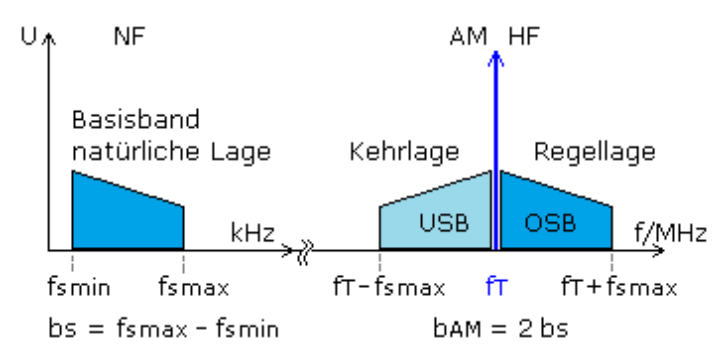 U NF AM HF
Basisband
natürliche Lage Kehrlage Regellage
USB OSB
kHz f/MHz
fsmin fsmax fT-fsmax fT fT+fsmax
bs = fsmax - fsmin bAM = 2 bs